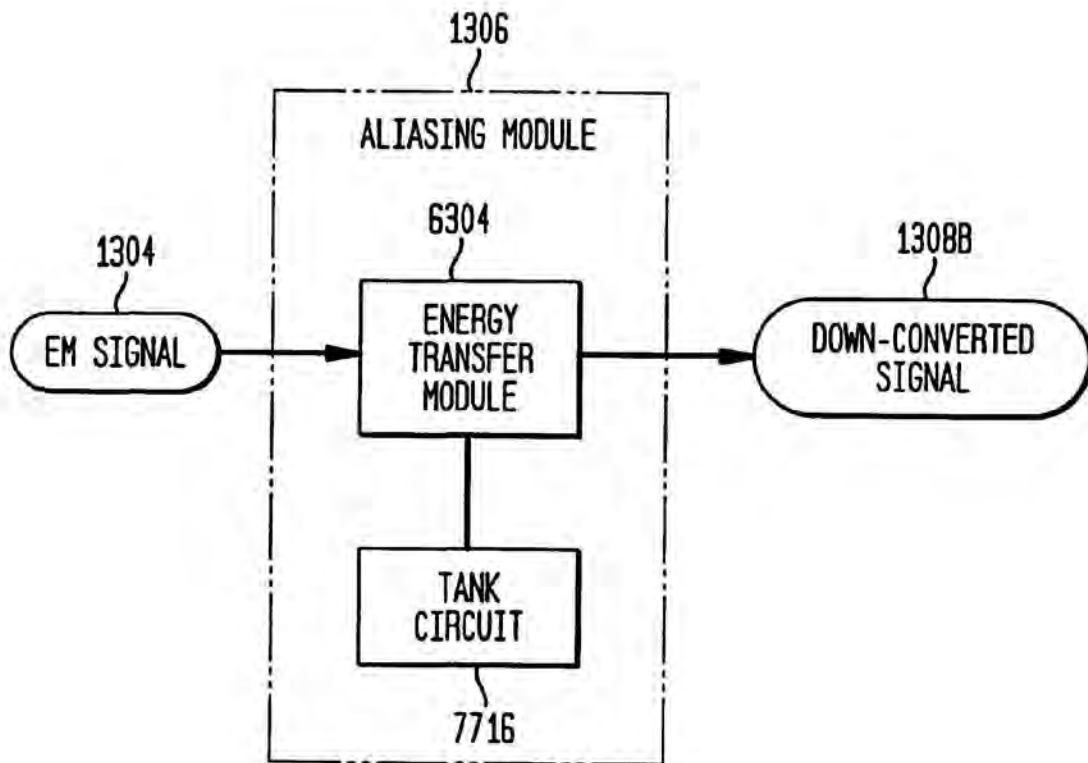 1306
ALIASING MODULE
6304
1304
1308B
EM SIGNAL
ENERGY
TRANSFER
MODULE
DOWN-CONVERTED
SIGNAL
TANK
CIRCUIT
7716